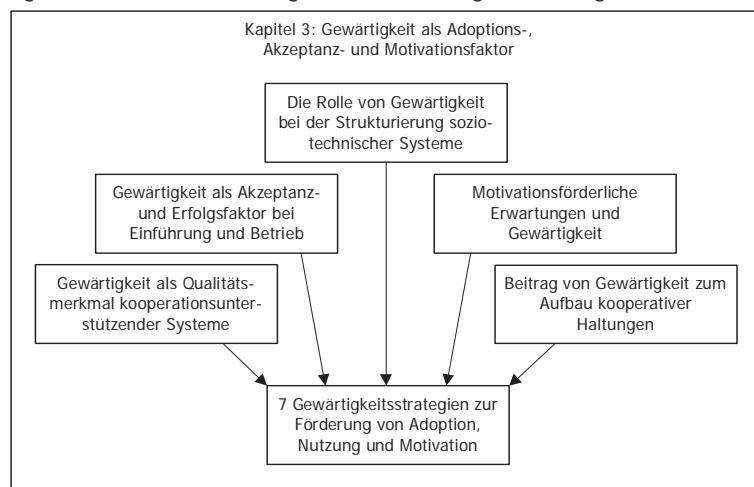 Kapitel 3: Gewärtigkeit als Adoptions-,
Akzeptanz- und Motivationsfaktor
Die Rolle von Gewärtigkeit
bei der Strukturierung sozio-
technischer Systeme
Gewärtigkeit als Akzeptanz-
und Erfolgsfaktor bei
Einführung und Betrieb
Motivationsförderliche
Erwartungen und
Gewärtigkeit
Gewärtigkeit als Qualitäts-
merkmal kooperationsunter-
stützender Systeme
Beitrag von Gewärtigkeit zum
Aufbau kooperativer
Haltungen
7 Gewärtigkeitsstrategien zur
Förderung von Adoption,
Nutzung und Motivation